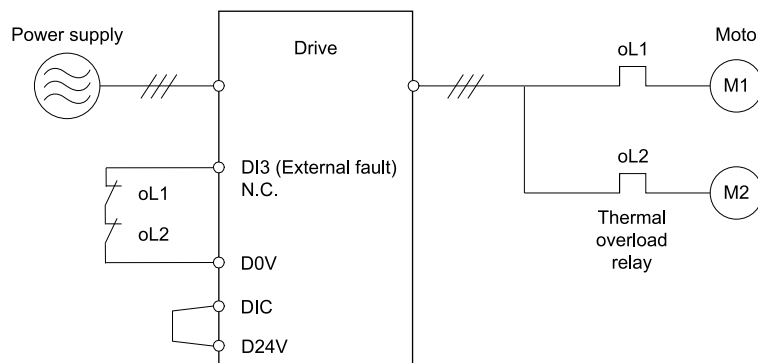 Power supply
Drive
oL1
Moto
M1
DI3 (External fault)
N.C.
oL1
oL2
oL2
M2
Thermal
overload
relay
D0V
DIC
D24V